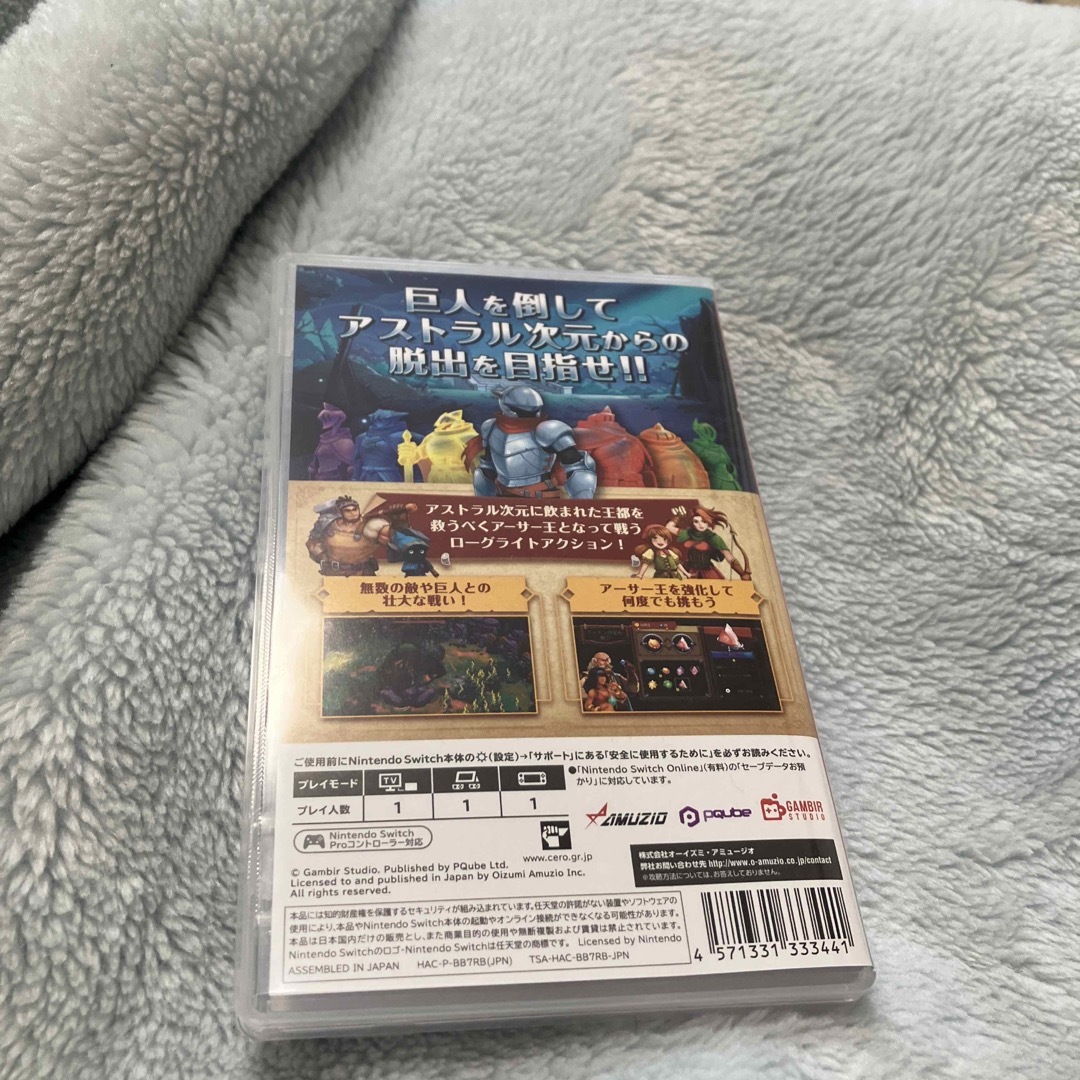 巨人を倒して
アストラル次元からの
脱出を目指せ!!
アストラル次元に飲まれた王都を
救うべくアーサー王となって戦う
ローグライトアクション！
無数の敵や巨人との
壮大な戦い！
アーサー王を強化して
何度でも挑もう
ご使用前にNintendo Switch本体の(設定)→「サポート」にある「安全に使用するために」を必ずお読みください。
プレイモード TV
プレイ人数 1 1 1
●「Nintendo Switch Online」(有料)の「セーブデータお預
かり」に対応しています。
Nintendo Switch
Proコントローラー対応
www.cero.gr.jp
AMUZIO PQube GAMBIR
STUDIO
© Gambir Studio. Published by PQube Ltd.
Licensed to and published in Japan by Oizumi Amuzio Inc.
All rights reserved.
株式会社オーイズミ・アミュージオ
弊社お問い合わせ先 http://www.o-amuzio.co.jp/contact
※攻略方法については、お答えしておりません。
本品には知的財産権を保護するセキュリティが組み込まれています。任天堂の許諾がない装置やソフトウェアの
使用により、本品やNintendo Switch本体の起動やオンライン接続ができなくなる可能性があります。
本品は日本国内だけの販売とし、また商業目的の使用や無断複製および賃貸は禁止します。
Nintendo Switchのロゴ・Nintendo Switchは任天堂の商標です。 Licensed by Nintendo
ASSEMBLED IN JAPAN HAC-P-BB7RB(JPN) TSA-HAC-BB7RB-JPN
4 571331 333441